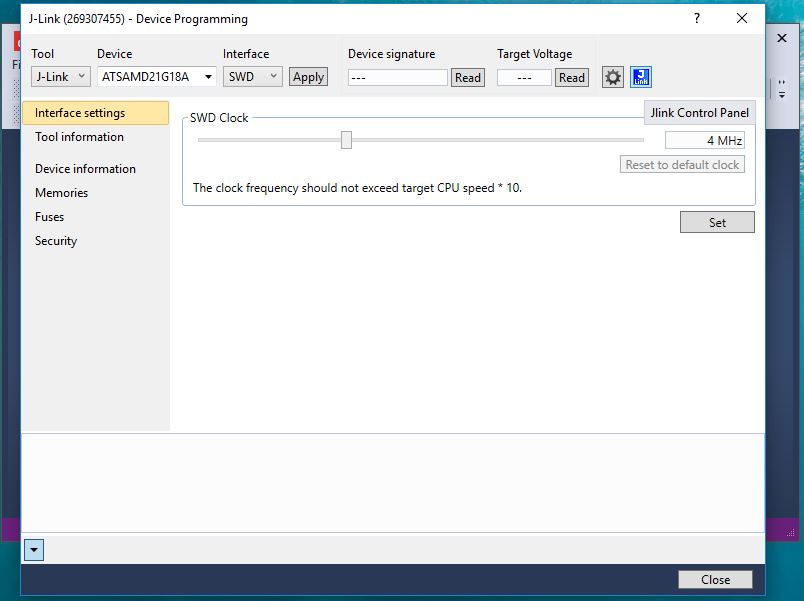 J-Link (269307455) - Device Programming
?
Tool
Device
Interface
Device signature
Target Voltage
J-Link
ATSAMD21G18A
SWD
Apply
---
Read
---
Read
J
Link
Fi
Interface settings
Tool information
Device information
Memories
Fuses
Security
SWD Clock
Jlink Control Panel
4 MHz
Reset to default clock
The clock frequency should not exceed target CPU speed * 10.
Set
Close